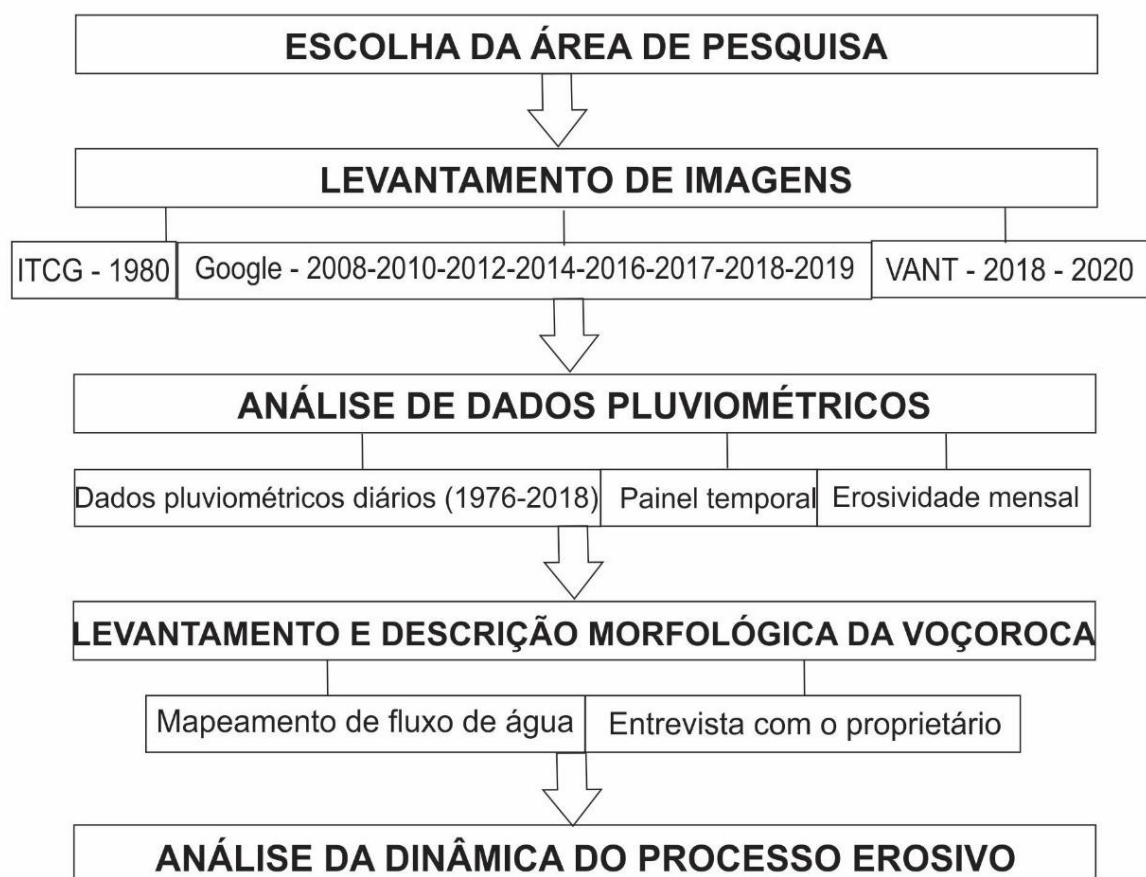 ESCOLHA DA ÁREA DE PESQUISA
LEVANTAMENTO DE IMAGENS
ITCG - 1980
Google - 2008-2010-2012-2014-2016-2017-2018-2019
VANT - 2018 - 2020
ANÁLISE DE DADOS PLUVIOMÉTRICOS
Dados pluviométricos diários (1976-2018)
Painel temporal
Erosividade mensal
LEVANTAMENTO E DESCRIÇÃO MORFOLÓGICA DA VOÇOROCA
Mapeamento de fluxo de água
Entrevista com o proprietário
ANÁLISE DA DINÂMICA DO PROCESSO EROSIVO